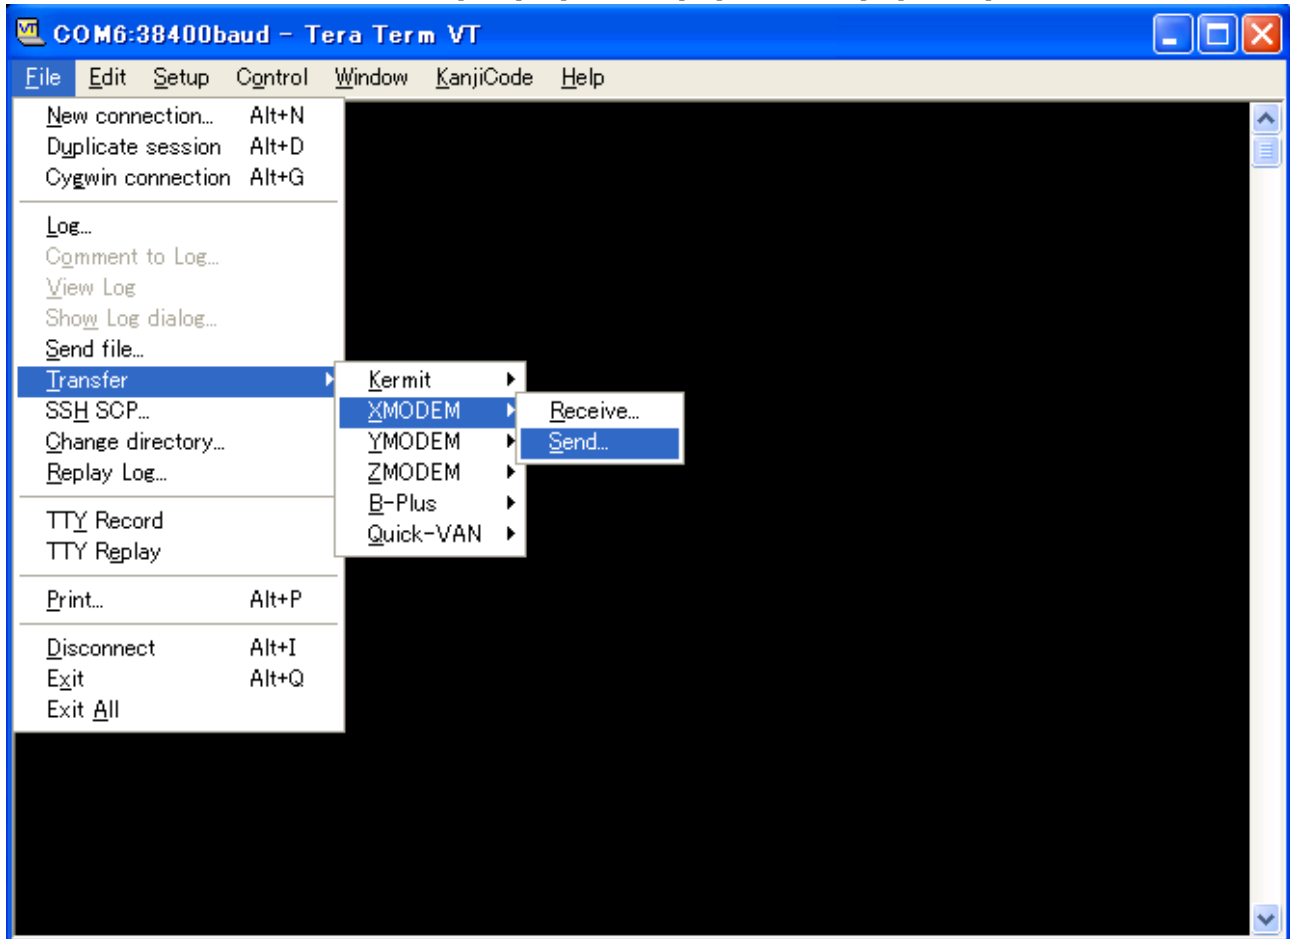 COM6:38400baud - Tera Term VT
File Edit Setup Control Window KanjiCode Help
New connection... Alt+N
Duplicate session Alt+D
Cygwin connection Alt+G
Log...
Comment to Log...
View Log
Show Log dialog...
Send file...
Transfer
SSH SCP...
Change directory...
Replay Log...
TTY Record
TTY Replay
Print... Alt+P
Disconnect Alt+I
Exit Alt+Q
Exit All
Kermit
XMODEM
YMODEM
ZMODEM
B-Plus
Quick-VAN
Receive...
Send...